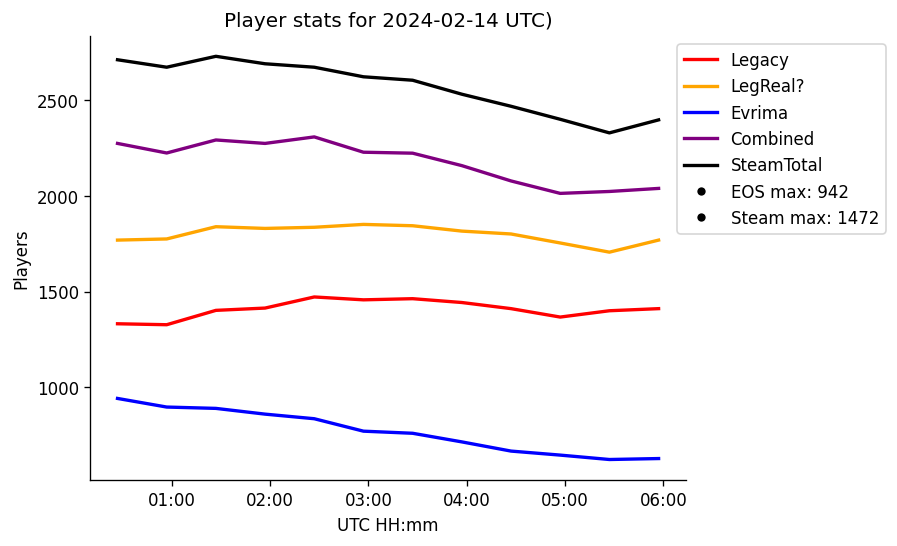 Player stats for 2024-02-14 UTC)
Legacy
LegReal?
Evrima
Combined
SteamTotal
EOS max: 942
Steam max: 1472
Players
2500
2000
1500
1000
01:00 02:00 03:00 04:00 05:00 06:00
UTC HH:mm